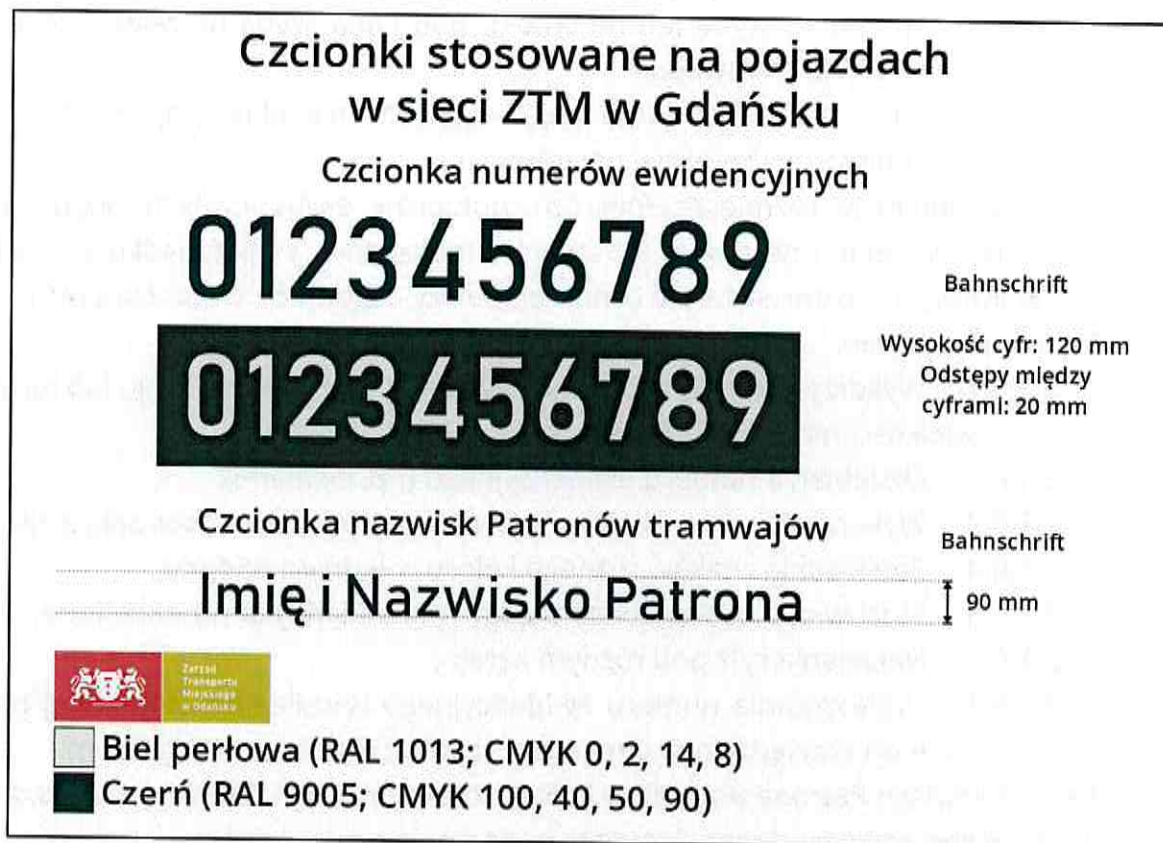 Czcionki stosowane na pojazdach
w sieci ZTM w Gdańsku
Czcionka numerów ewidencyjnych
0123456789
0123456789
Bahnschrift
Wysokość cyfr: 120 mm
Odstępy między
cyframi: 20 mm
Czcionka nazwisk Patronów tramwajów
Bahnschrift
Imię i Nazwisko Patrona
90 mm
Zarząd
Transportu
Miejskiego
w Gdańsku
Biel perłowa (RAL 1013; CMYK 0, 2, 14, 8)
Czerń (RAL 9005; CMYK 100, 40, 50, 90)